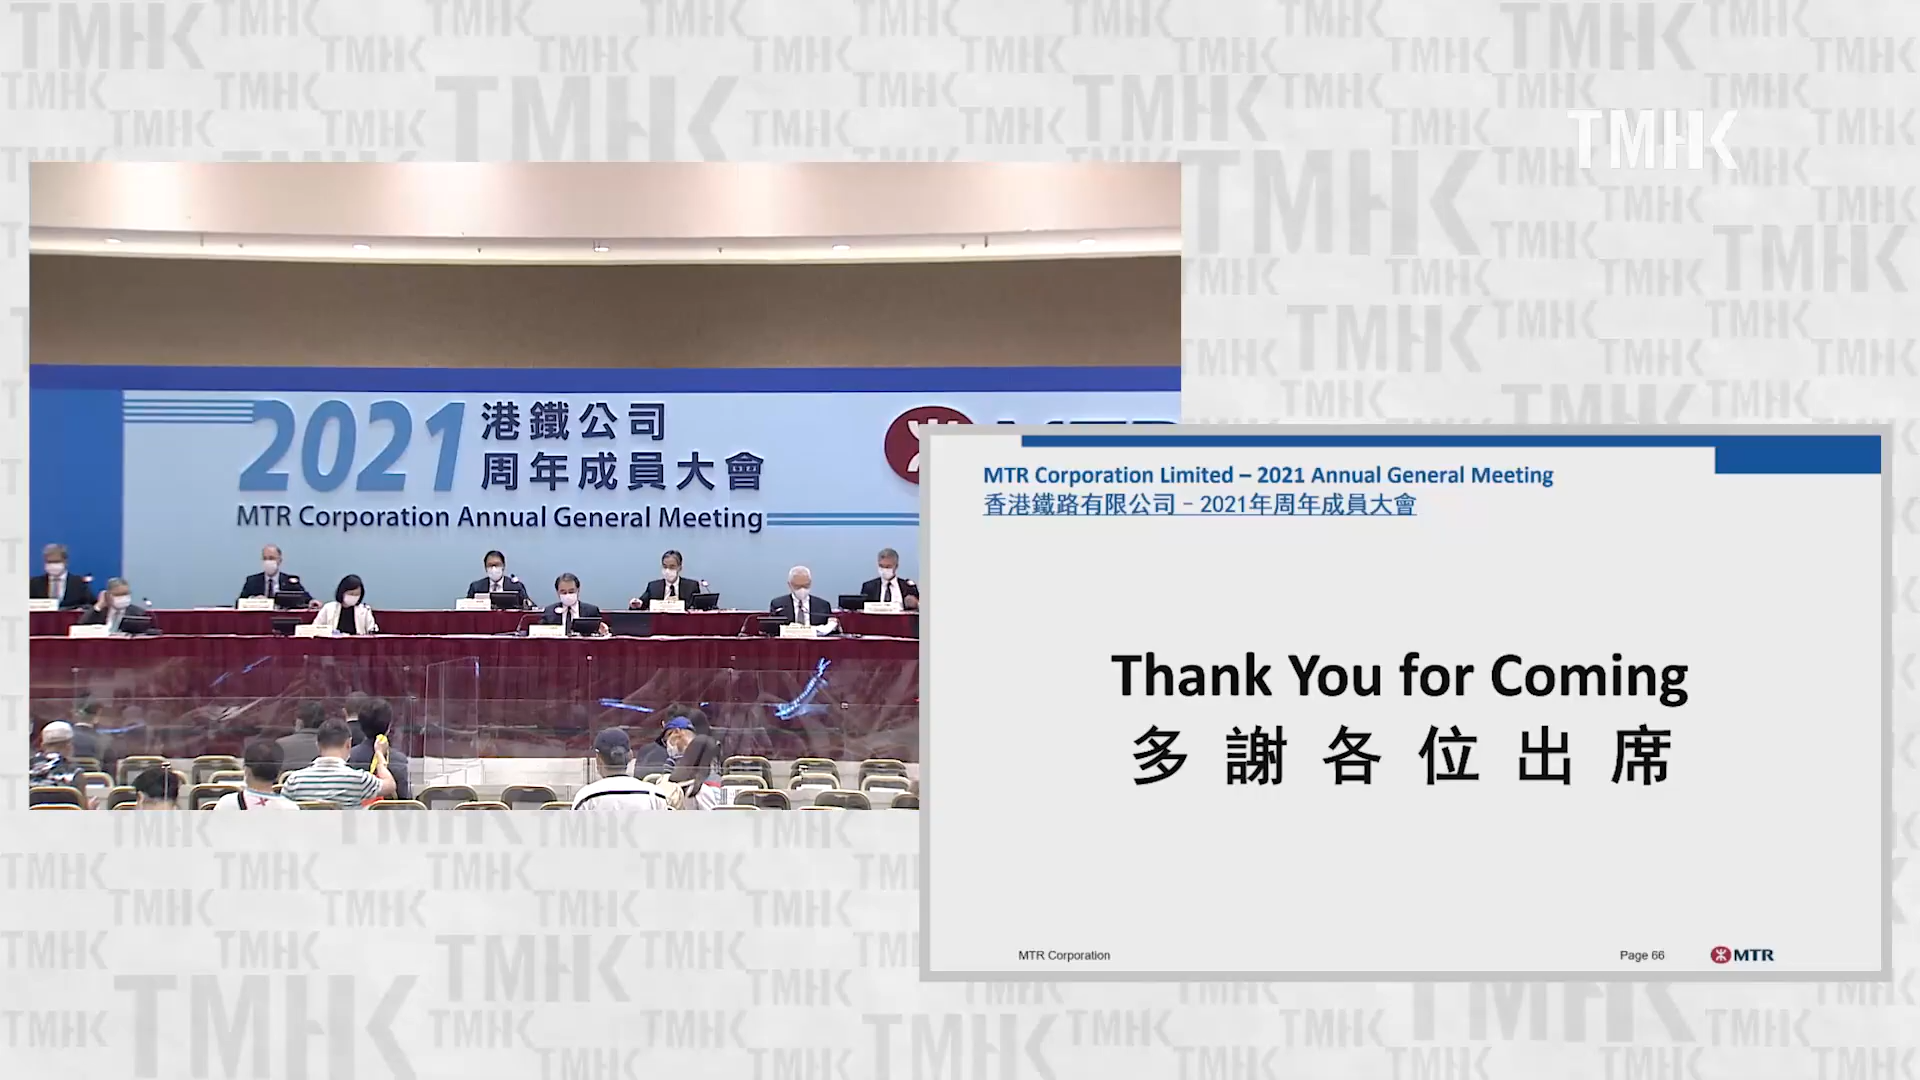 TMHK
2021
港鐵公司
周年成員大會
MTR Corporation Annual General Meeting
MTR Corporation Limited – 2021 Annual General Meeting
香港鐵路有限公司 – 2021年周年成員大會
Thank You for Coming
多謝各位出席
MTR Corporation
Page 66
MTR